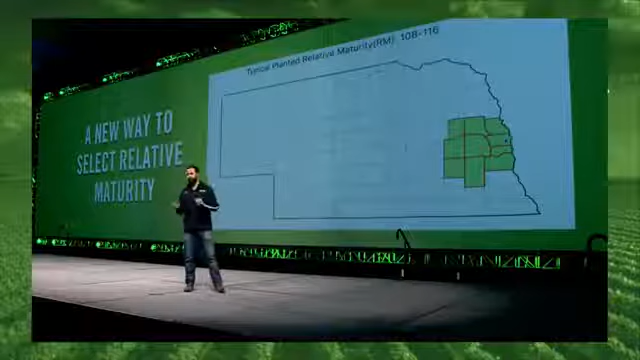 Typical Planted Relative Maturity(RM) 108-116
A NEW WAY TO
SELECT RELATIVE
MATURITY